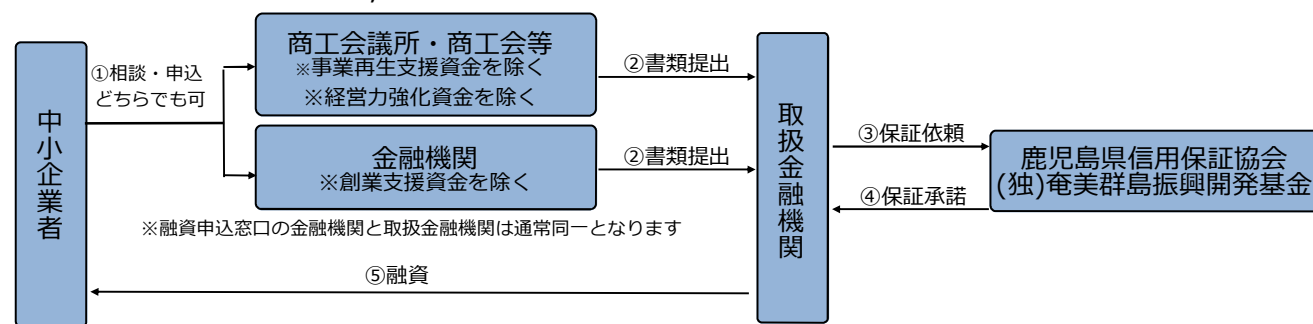 中小企業者
①相談・申込
どちらでも可
商工会議所・商工会等
※事業再生支援資金を除く
※経営力強化資金を除く
金融機関
※創業支援資金を除く
②書類提出
②書類提出
取扱金融機関
③保証依頼
④保証承諾
鹿児島県信用保証協会
(独)奄美群島振興開発基金
※融資申込窓口の金融機関と取扱金融機関は通常同一となります
⑤融資